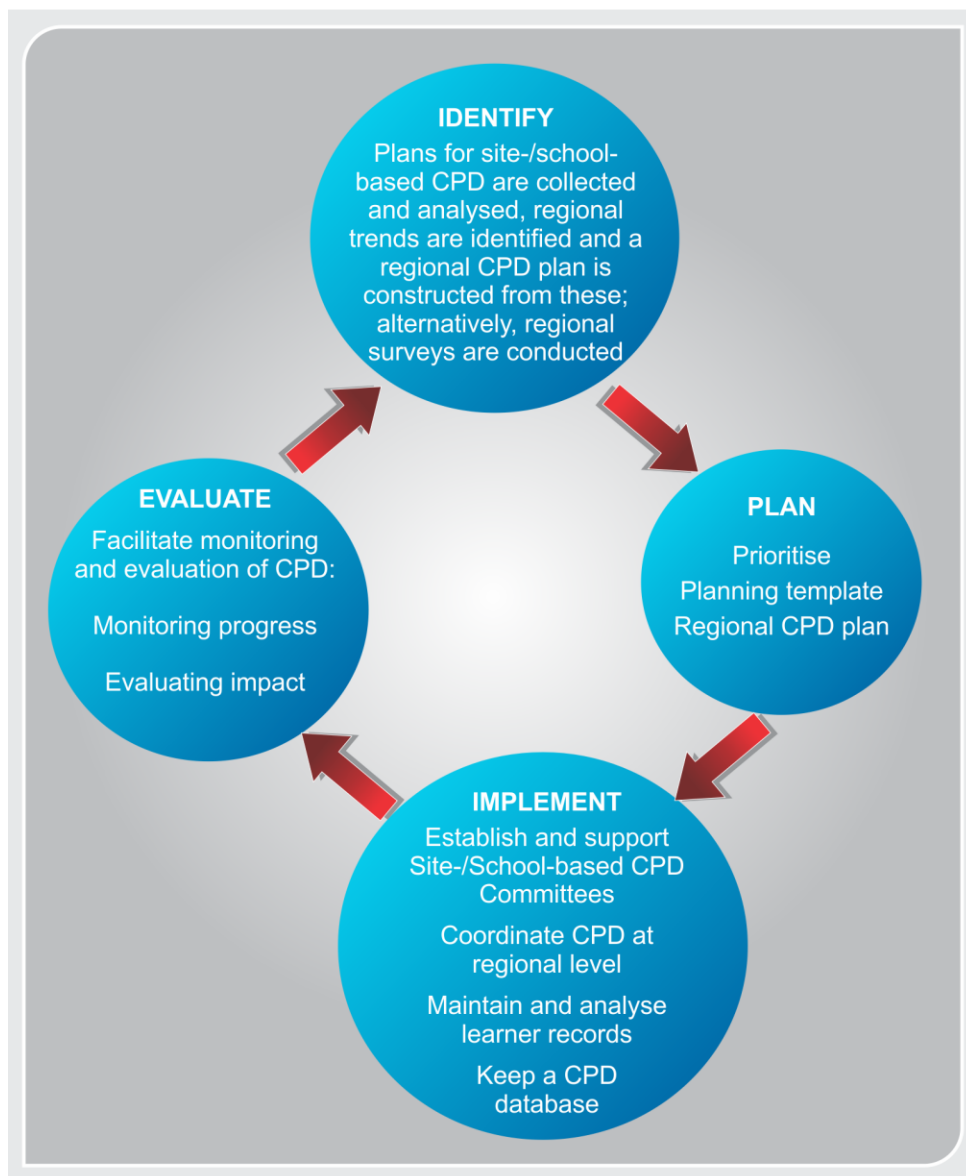 IDENTIFY
Plans for site-/school-
based CPD are collected
and analysed, regional
trends are identified and a
regional CPD plan is
constructed from these;
alternatively, regional
surveys are conducted
PLAN
Prioritise
Planning template
Regional CPD plan
IMPLEMENT
Establish and support
Site-/School-based CPD
Committees
Coordinate CPD at
regional level
Maintain and analyse
learner records
Keep a CPD
database
EVALUATE
Facilitate monitoring
and evaluation of CPD:
Monitoring progress
Evaluating impact